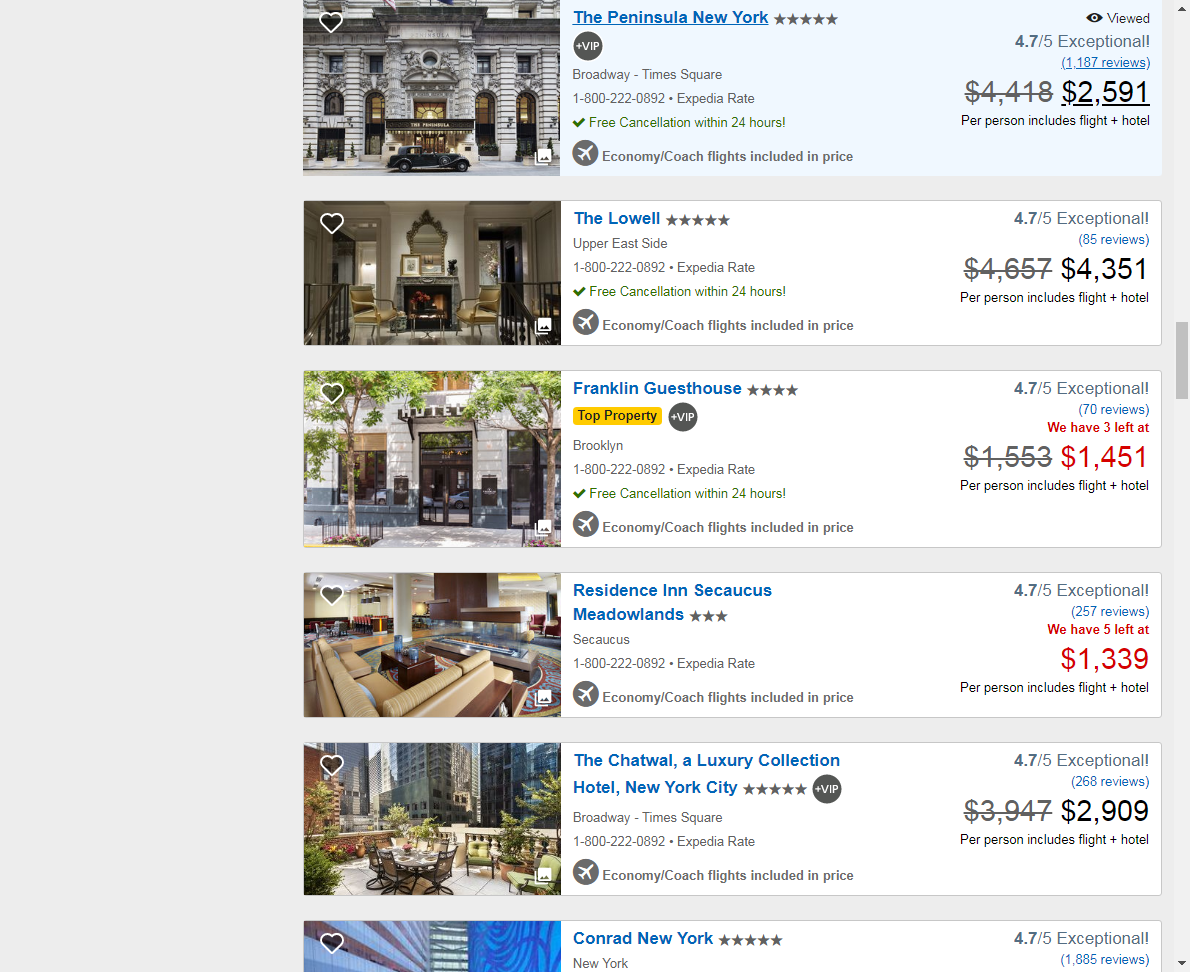 The Peninsula New York
Viewed
+VIP
4.7/5 Exceptional!
(1,187 reviews)
Broadway - Times Square
$4,418 $2,591
1-800-222-0892 • Expedia Rate
Per person includes flight + hotel
Free Cancellation within 24 hours!
Economy/Coach flights included in price
THE PENINSULA
The Lowell
4.7/5 Exceptional!
Upper East Side
(85 reviews)
1-800-222-0892 • Expedia Rate
$4,657 $4,351
Free Cancellation within 24 hours!
Per person includes flight + hotel
Economy/Coach flights included in price
Franklin Guesthouse
4.7/5 Exceptional!
Top Property +VIP
(70 reviews)
We have 3 left at
Brooklyn
$1,553 $1,451
1-800-222-0892 • Expedia Rate
Per person includes flight + hotel
Free Cancellation within 24 hours!
Economy/Coach flights included in price
HOTEL
Residence Inn Secaucus
Meadowlands
4.7/5 Exceptional!
(257 reviews)
We have 5 left at
Secaucus
$1,339
1-800-222-0892 • Expedia Rate
Per person includes flight + hotel
Economy/Coach flights included in price
The Chatwal, a Luxury Collection
Hotel, New York City +VIP
4.7/5 Exceptional!
(268 reviews)
Broadway - Times Square
$3,947 $2,909
1-800-222-0892 • Expedia Rate
Per person includes flight + hotel
Economy/Coach flights included in price
Conrad New York
4.7/5 Exceptional!
New York
(1,885 reviews)